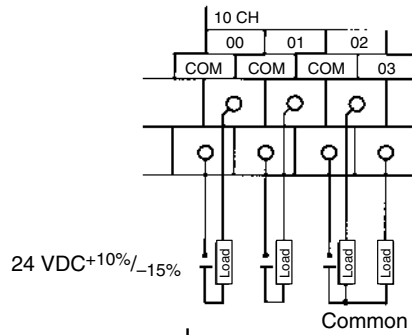 10 CH
00 01 02
COM COM COM 03
Load Load Load Load
24 VDC+10%/–15%
Common